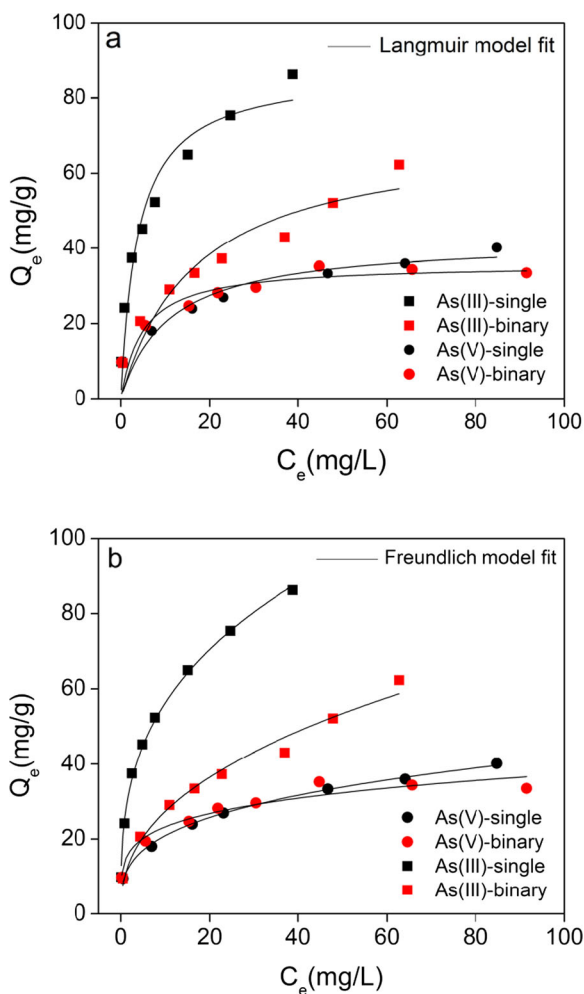 a
Langmuir model fit
100
80
60
40
20
0
Qe(mg/g)
As(III)-single
As(III)-binary
As(V)-single
As(V)-binary
0 20 40 60 80 100
Ce(mg/L)
b
Freundlich model fit
100
80
60
40
20
0
Qe(mg/g)
As(V)-single
As(V)-binary
As(III)-single
As(III)-binary
0 20 40 60 80 100
Ce(mg/L)